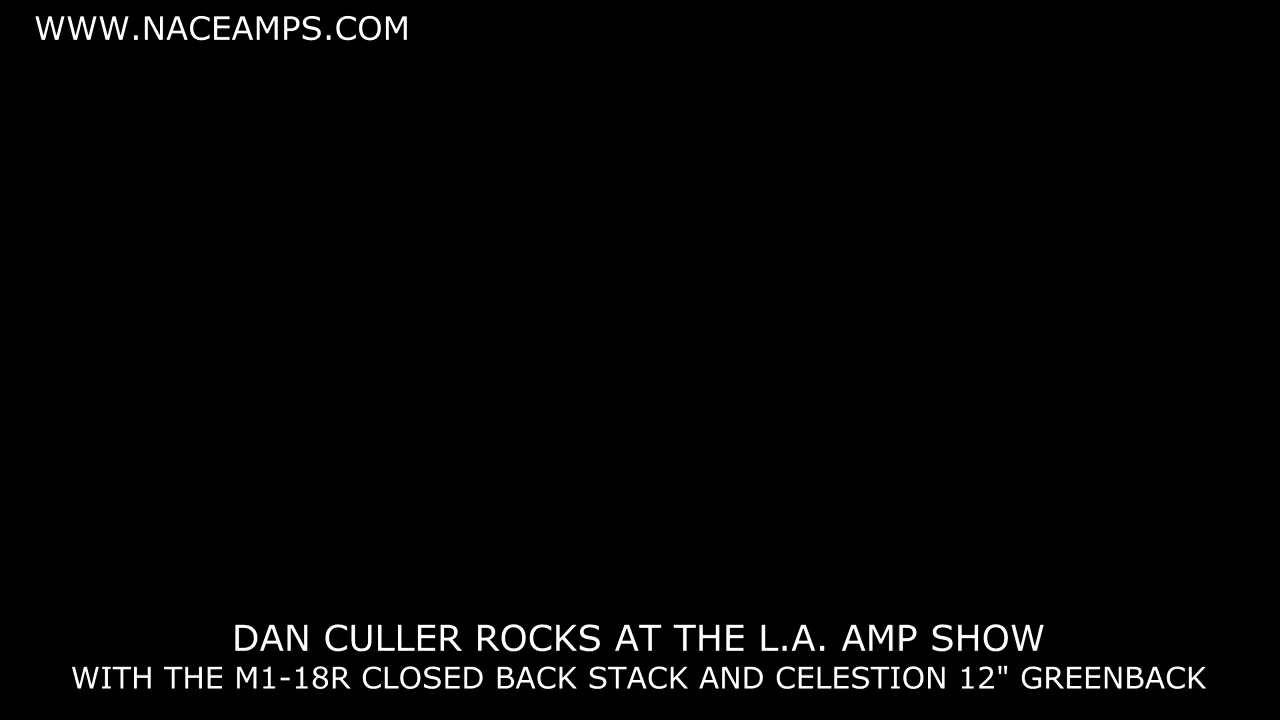 WWW.NACEAMPS.COM
DAN CULLER ROCKS AT THE L.A. AMP SHOW
WITH THE M1-18R CLOSED BACK STACK AND CELESTION 12" GREENBACK